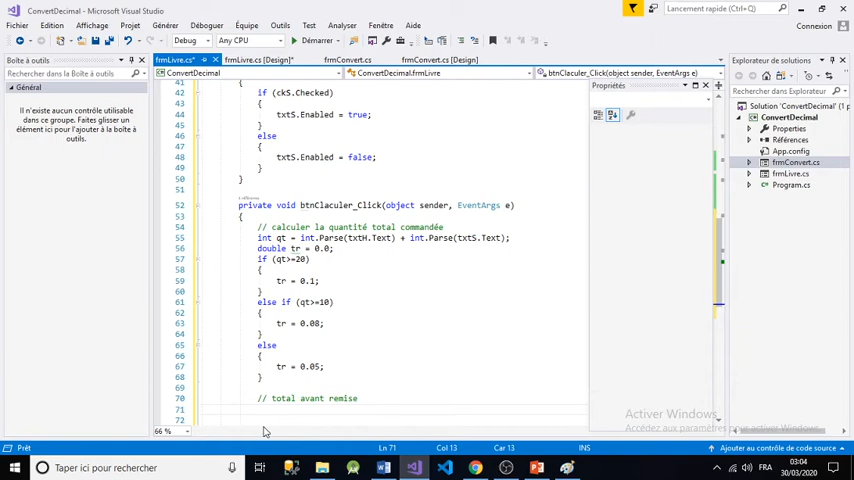 ConvertDecimal - Microsoft Visual Studio
Lancement rapide (Ctrl+Q)
Fichier Edition Affichage Projet Générer Déboguer Équipe Outils Test Analyser Fenêtre Aide
Connexion
Debug Any CPU Démarrer
Boîte à outils
frmLivre.cs* frmLivre.cs [Design]* frmConvert.cs frmConvert.cs [Design]
Explorateur de solutions
Rechercher dans la boîte à outils
ConvertDecimal ConvertDecimal.frmLivre btnClaculer_Click(object sender, EventArgs e)
Général
Il n'existe aucun contrôle utilisable
dans ce groupe. Faites glisser un
élément ici pour l'ajouter à la boîte à
outils.
Propriétés
Rechercher dans Explorateur de
Solution 'ConvertDecimal' (1 p
ConvertDecimal
Properties
Références
App.config
frmConvert.cs
frmLivre.cs
Program.cs
41 {
42 if (ckS.Checked)
43 {
44 txtS.Enabled = true;
45 }
46 else
47 {
48 txtS.Enabled = false;
49 }
50 }
51
52 private void btnClaculer_Click(object sender, EventArgs e)
53 {
54 // calculer la quantité total commandée
55 int qt = int.Parse(txtH.Text) + int.Parse(txtS.Text);
56 double tr = 0.0;
57 if (qt>=20)
58 {
59 tr = 0.1;
60 }
61 else if (qt>=10)
62 {
63 tr = 0.08;
64 }
65 else
66 {
67 tr = 0.05;
68 }
69
70 // total avant remise
71
72
66 %
Activer Windows
Accédez aux paramètres pour activer Windows.
Prêt Ln 71 Col 13 Car 13 INS Ajouter au contrôle de code source
Taper ici pour rechercher
FRA
03:04
30/03/2020